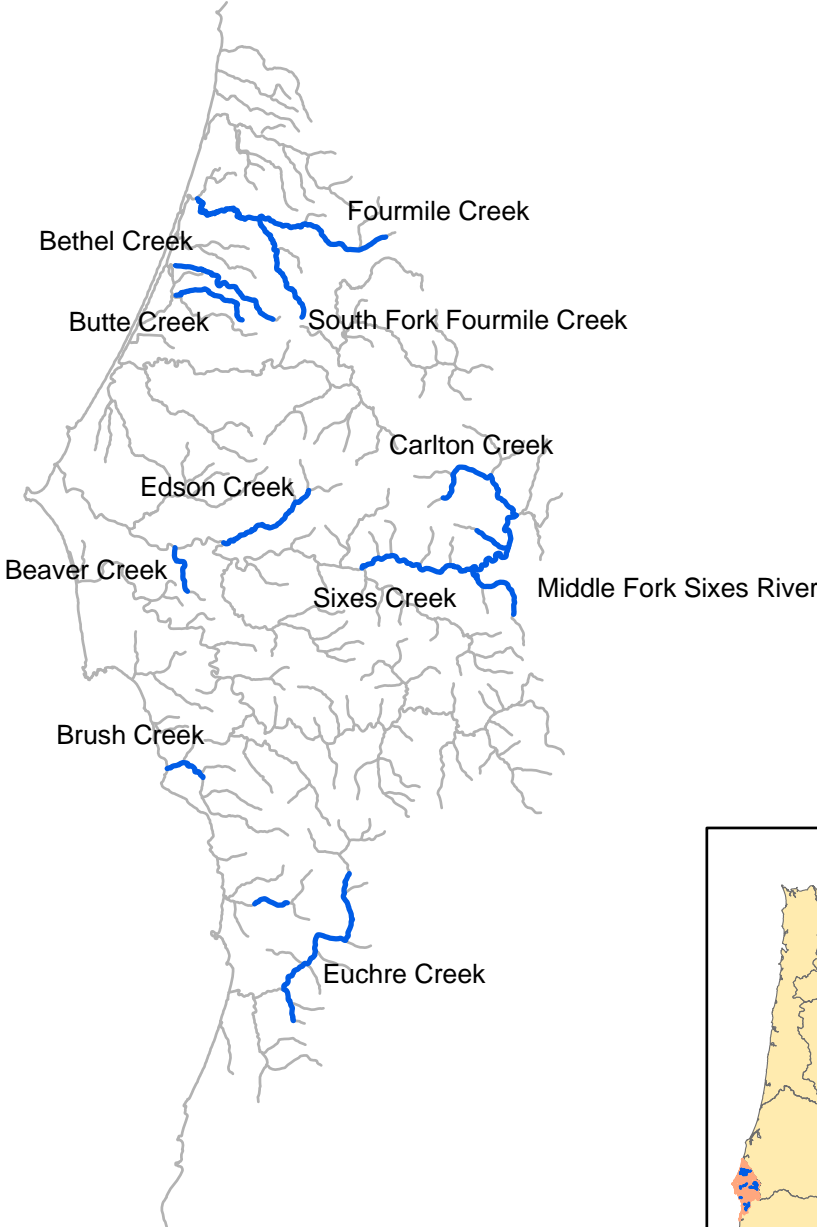 Fourmile Creek
Bethel Creek
Butte Creek
South Fork Fourmile Creek
Carlton Creek
Edson Creek
Beaver Creek
Sixes Creek
Middle Fork Sixes River
Brush Creek
Euchre Creek